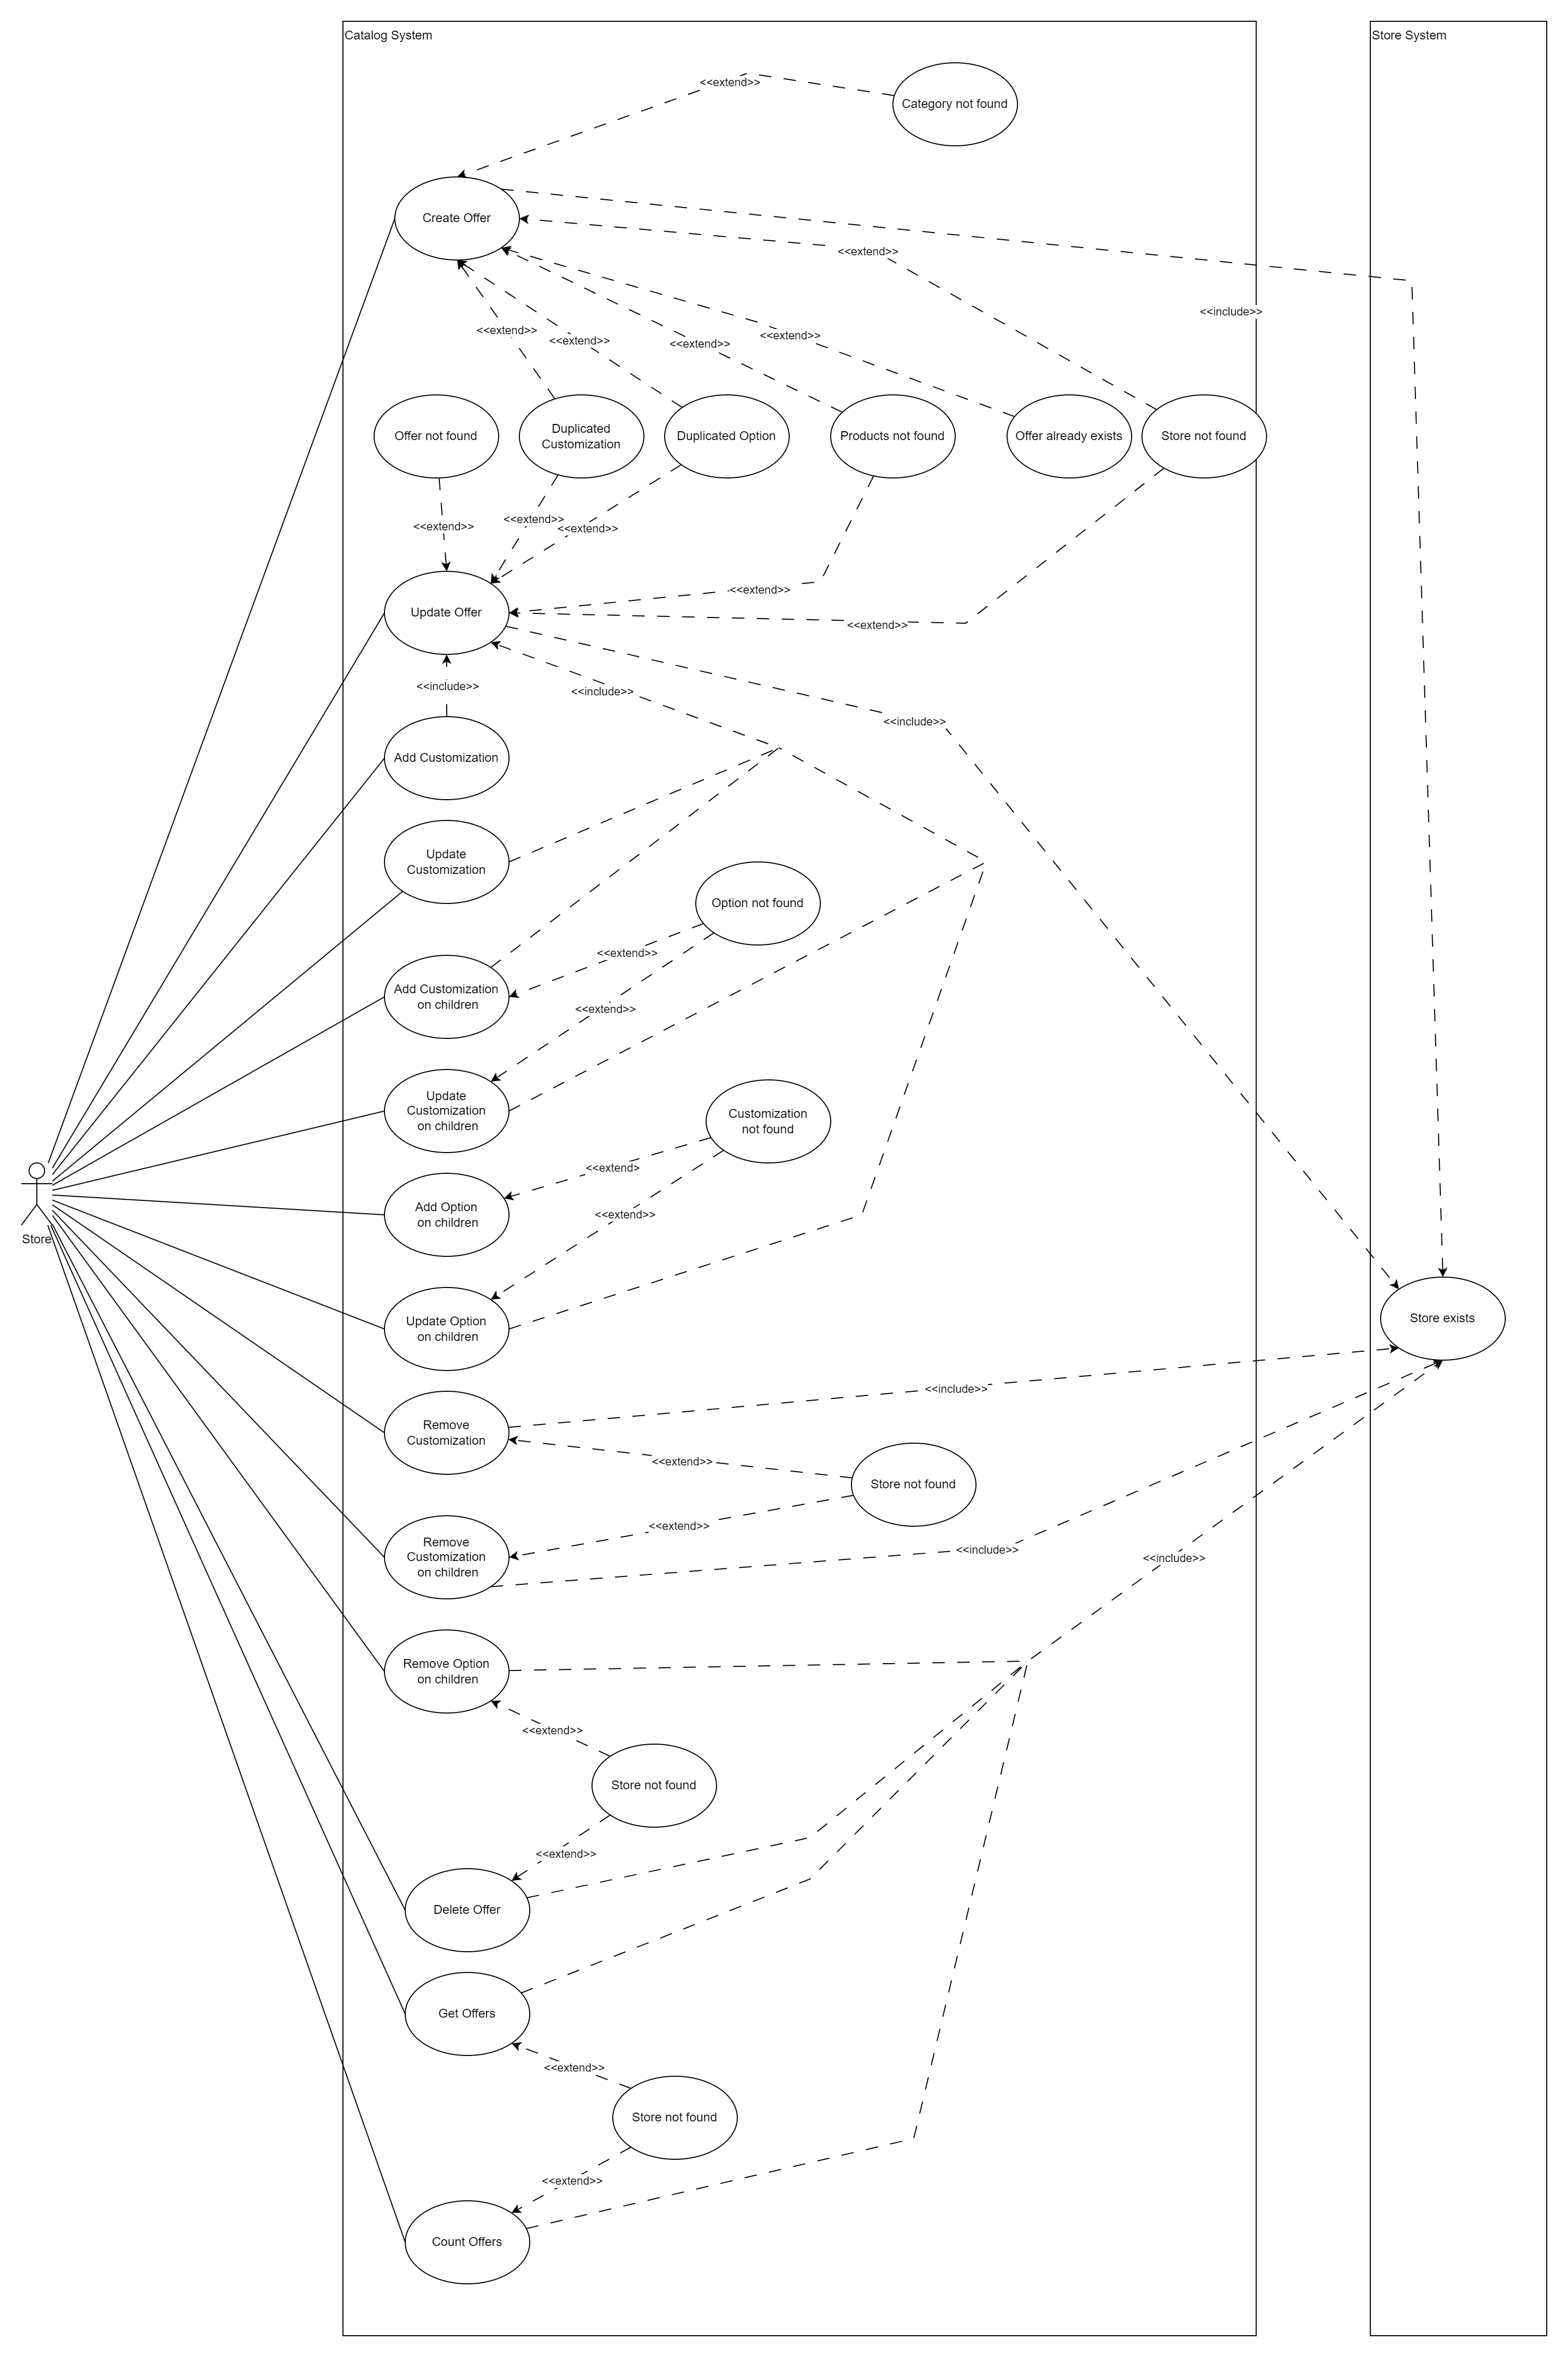 Catalog System
Store System
Category not found
<<extend>>
Create Offer
<<extend>>
<<include>>
<<extend>>
<<extend>>
<<extend>>
<<extend>>
Offer not found
Duplicated
Customization
Duplicated Option
Products not found
Offer already exists
Store not found
<<extend>>
<<extend>>
<<extend>>
<<extend>>
<<extend>>
Update Offer
<<include>>
<<include>>
<<include>>
Add Customization
Update
Customization
Option not found
<<extend>>
Add Customization
on children
<<extend>>
Update
Customization
on children
Customization
not found
<<extend>
Store
Add Option
on children
<<extend>>
Update Option
on children
Store exists
<<include>>
Remove
Customization
<<extend>>
Store not found
<<extend>>
Remove
Customization
on children
<<include>>
<<include>>
Remove Option
on children
<<extend>>
Store not found
<<extend>>
Delete Offer
Get Offers
<<extend>>
Store not found
<<extend>>
Count Offers